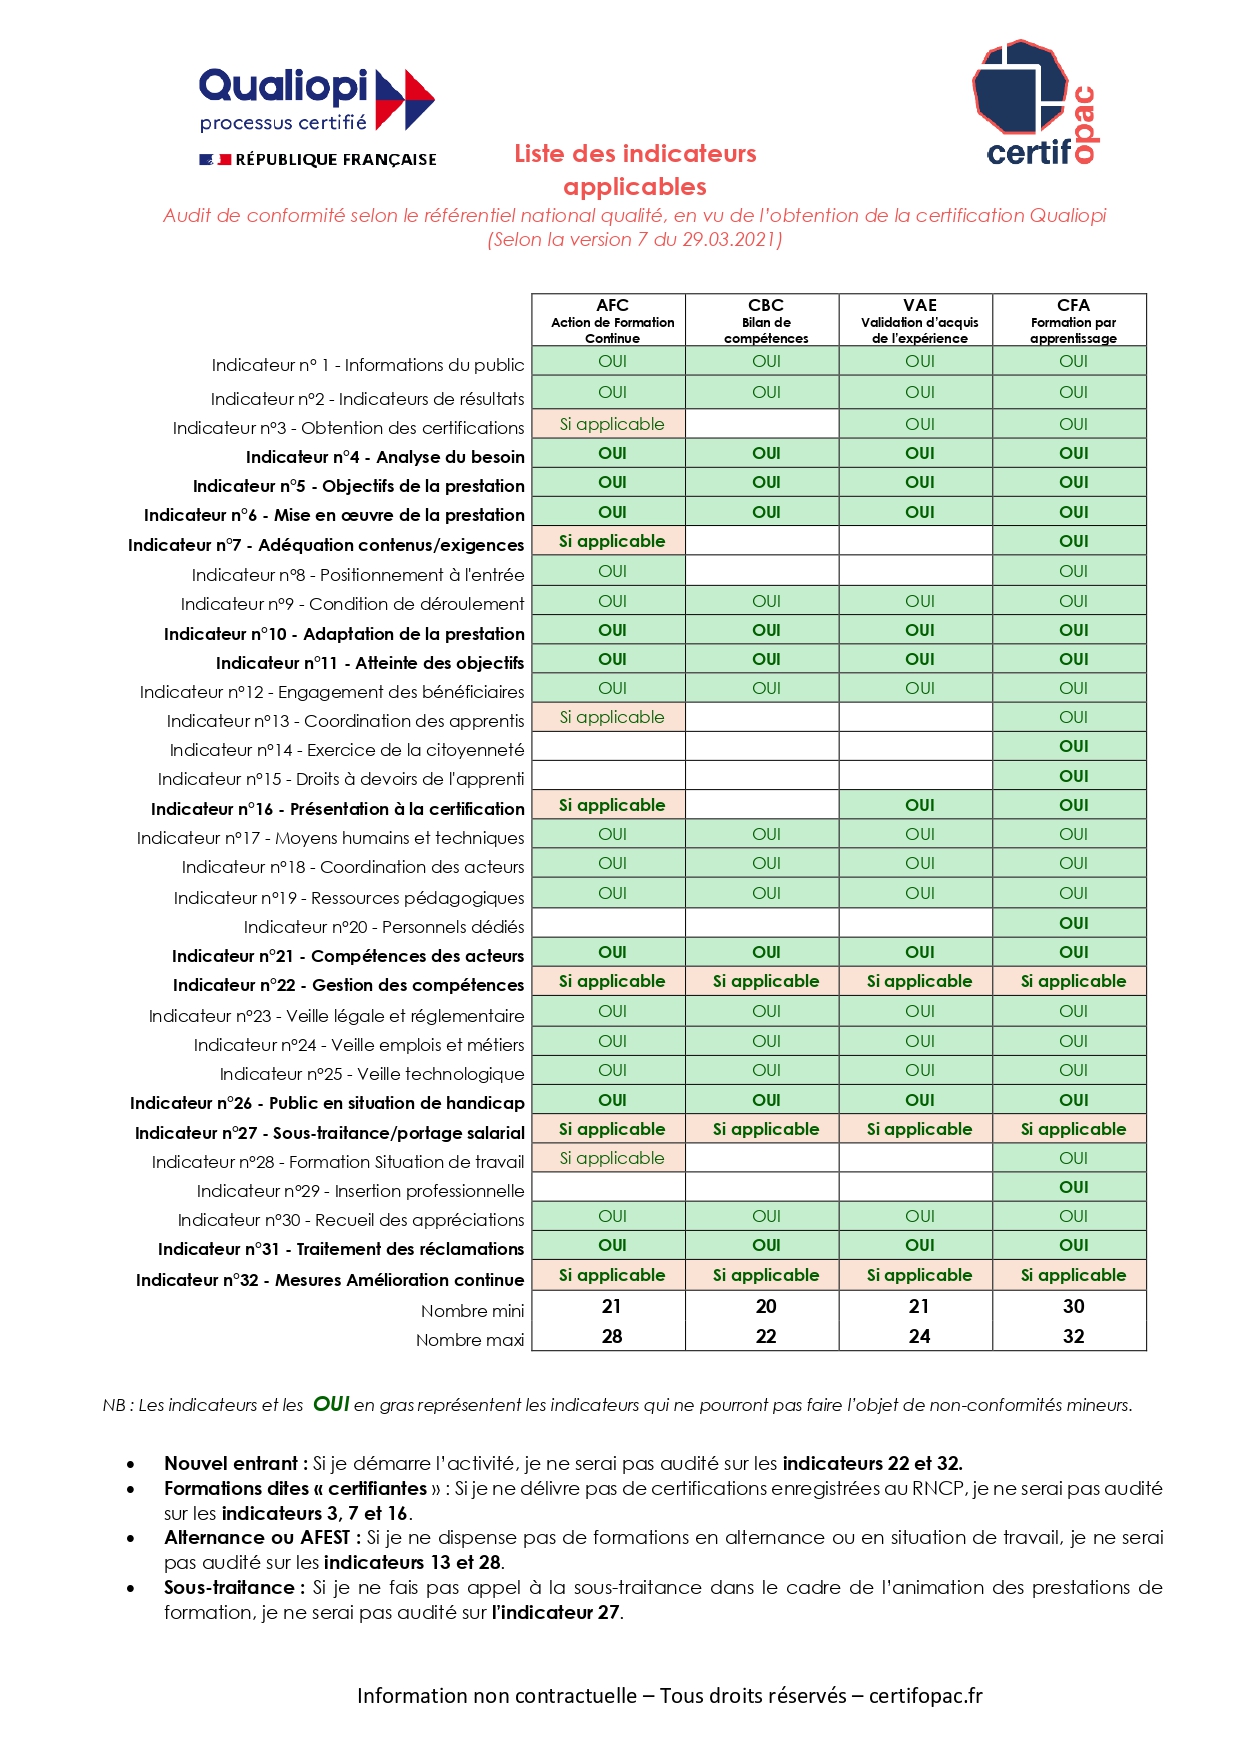 Qualiopi
processus certifié
RÉPUBLIQUE FRANÇAISE
certifopac
Liste des indicateurs
applicables
Audit de conformité selon le référentiel national qualité, en vu de l'obtention de la certification Qualiopi
(Selon la version 7 du 29.03.2021)
AFC CBC VAE CFA
Action de Formation Bilan de Validation d'acquis Formation par
Continue compétences de l'expérience apprentissage
Indicateur n° 1 - Informations du public OUI OUI OUI OUI
Indicateur n°2 - Indicateurs de résultats OUI OUI OUI OUI
Indicateur n°3 - Obtention des certifications Si applicable OUI OUI
Indicateur n°4 - Analyse du besoin OUI OUI OUI OUI
Indicateur n°5 - Objectifs de la prestation OUI OUI OUI OUI
Indicateur n°6 - Mise en œuvre de la prestation OUI OUI OUI OUI
Indicateur n°7 - Adéquation contenus/exigences Si applicable OUI
Indicateur n°8 - Positionnement à l'entrée OUI OUI
Indicateur n°9 - Condition de déroulement OUI OUI OUI OUI
Indicateur n°10 - Adaptation de la prestation OUI OUI OUI OUI
Indicateur n°11 - Atteinte des objectifs OUI OUI OUI OUI
Indicateur n°12 - Engagement des bénéficiaires OUI OUI OUI OUI
Indicateur n°13 - Coordination des apprentis Si applicable OUI
Indicateur n°14 - Exercice de la citoyenneté OUI
Indicateur n°15 - Droits à devoirs de l'apprenti OUI
Indicateur n°16 - Présentation à la certification Si applicable OUI OUI
Indicateur n°17 - Moyens humains et techniques OUI OUI OUI OUI
Indicateur n°18 - Coordination des acteurs OUI OUI OUI OUI
Indicateur n°19 - Ressources pédagogiques OUI OUI OUI OUI
Indicateur n°20 - Personnels dédiés OUI
Indicateur n°21 - Compétences des acteurs OUI OUI OUI OUI
Indicateur n°22 - Gestion des compétences Si applicable Si applicable Si applicable Si applicable
Indicateur n°23 - Veille légale et réglementaire OUI OUI OUI OUI
Indicateur n°24 - Veille emplois et métiers OUI OUI OUI OUI
Indicateur n°25 - Veille technologique OUI OUI OUI OUI
Indicateur n°26 - Public en situation de handicap OUI OUI OUI OUI
Indicateur n°27 - Sous-traitance/portage salarial Si applicable Si applicable Si applicable Si applicable
Indicateur n°28 - Formation Situation de travail Si applicable OUI
Indicateur n°29 - Insertion professionnelle OUI
Indicateur n°30 - Recueil des appréciations OUI OUI OUI OUI
Indicateur n°31 - Traitement des réclamations OUI OUI OUI OUI
Indicateur n°32 - Mesures Amélioration continue Si applicable Si applicable Si applicable Si applicable
Nombre mini 21 20 21 30
Nombre maxi 28 22 24 32
NB : Les indicateurs et les OUI en gras représentent les indicateurs qui ne pourront pas faire l'objet de non-conformités mineurs.
• Nouvel entrant : Si je démarre l'activité, je ne serai pas audité sur les indicateurs 22 et 32.
• Formations dites « certifiantes » : Si je ne délivre pas de certifications enregistrées au RNCP, je ne serai pas audité
sur les indicateurs 3, 7 et 16.
• Alternance ou AFEST : Si je ne dispense pas de formations en alternance ou en situation de travail, je ne serai
pas audité sur les indicateurs 13 et 28.
• Sous-traitance : Si je ne fais pas appel à la sous-traitance dans le cadre de l'animation des prestations de
formation, je ne serai pas audité sur l'indicateur 27.
Information non contractuelle – Tous droits réservés – certifopac.fr